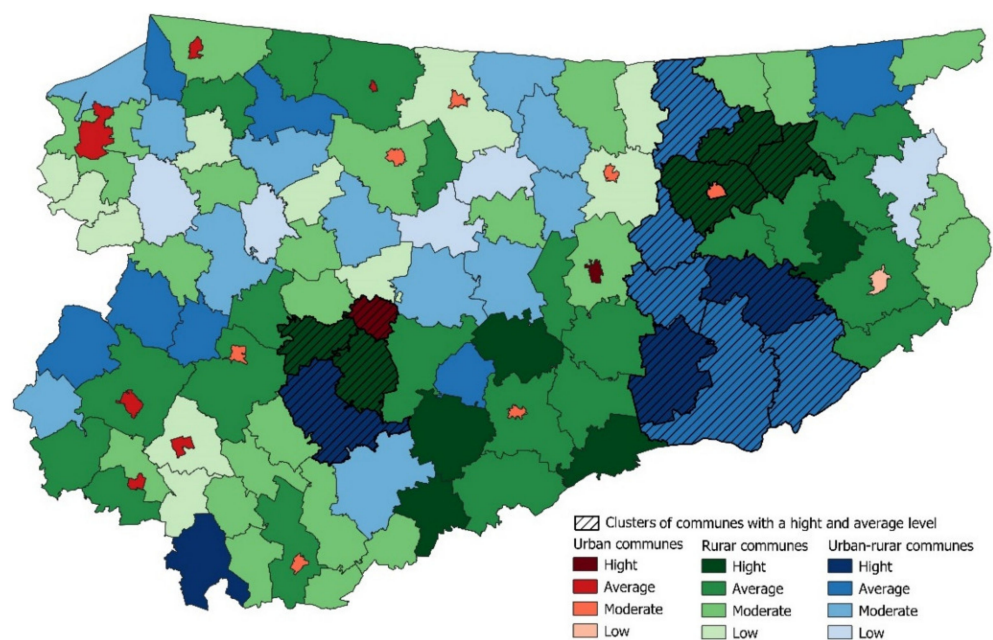 Clusters of communes with a hight and average level
Urban communes Rurar communes Urban-rurar communes
Hight Hight Hight
Average Average Average
Moderate Moderate Moderate
Low Low Low